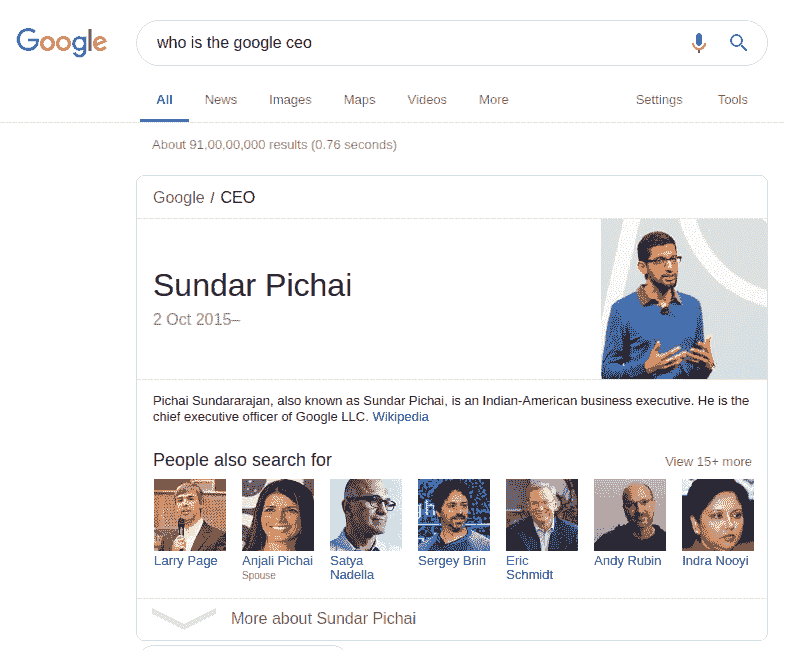 Google
who is the google ceo
All News Images Maps Videos More Settings Tools
About 91,00,00,000 results (0.76 seconds)
Google / CEO
Sundar Pichai
2 Oct 2015–
Pichai Sundararajan, also known as Sundar Pichai, is an Indian-American business executive. He is the
chief executive officer of Google LLC. Wikipedia
People also search for View 15+ more
gh
Larry Page Anjali Pichai Satya Sergey Brin Eric Andy Rubin Indra Nooyi
Spouse Nadella Schmidt
More about Sundar Pichai